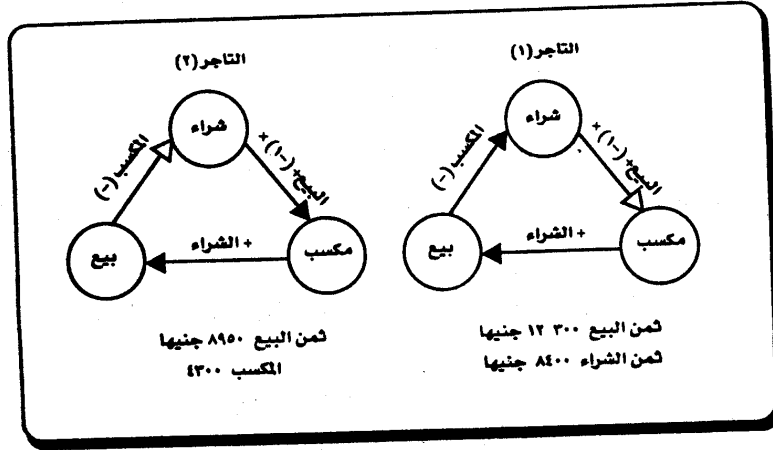 التاجر (١)
شراء
المكسب (-)
البيع + (-١) ×
بيع
+ الشراء
مكسب
ثمن البيع ١٢٣٠٠ جنيها
ثمن الشراء ٨٤٠٠ جنيها
التاجر (٢)
شراء
المكسب (-)
البيع + (-١) ×
بيع
+ الشراء
مكسب
ثمن البيع ٨٩٥٠ جنيها
المكسب ٤٣٠٠